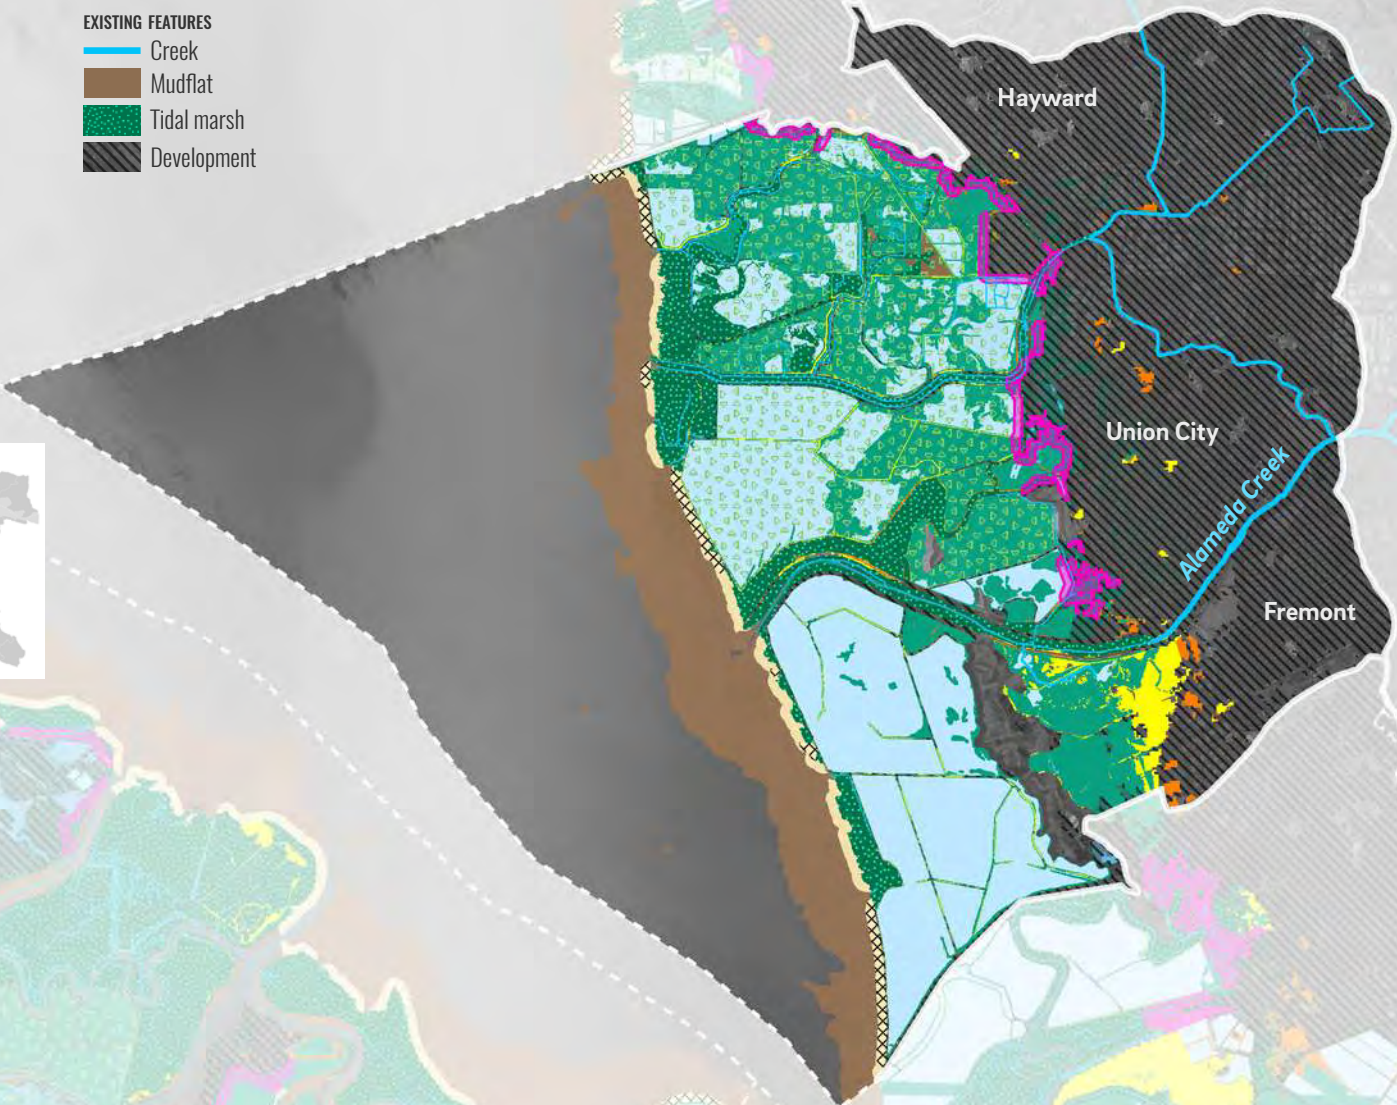 EXISTING FEATURES
Creek
Mudflat
Tidal marsh
Development
Hayward
Union City
Alameda Creek
Fremont